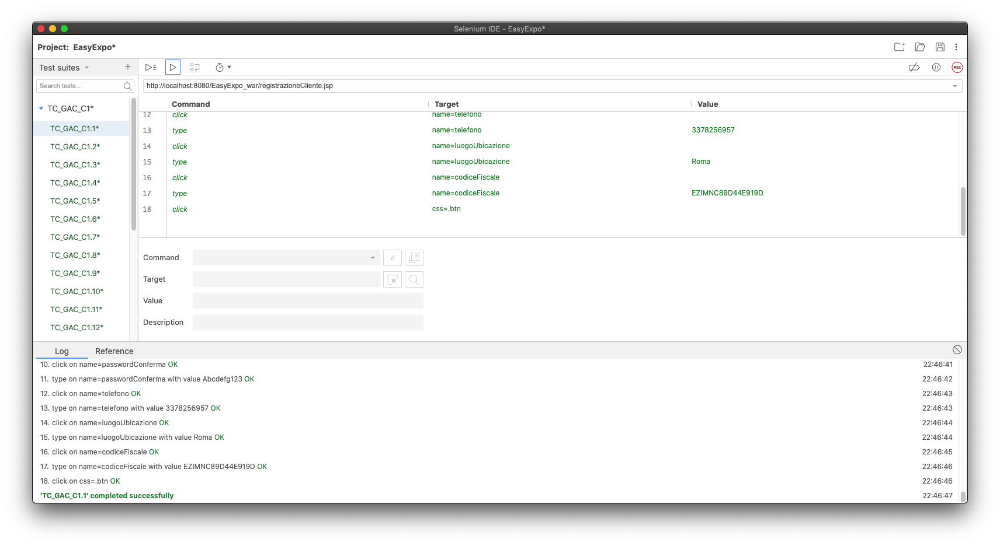 Selenium IDE - EasyExpo*
Project: EasyExpo*
Test suites
+
REC
Search tests...
http://localhost:8080/EasyExpo_war/registrazioneCliente.jsp
Command Target Value
TC_GAC_C1*
TC_GAC_C1.1*
TC_GAC_C1.2*
TC_GAC_C1.3*
TC_GAC_C1.4*
TC_GAC_C1.5*
TC_GAC_C1.6*
TC_GAC_C1.7*
TC_GAC_C1.8*
TC_GAC_C1.9*
TC_GAC_C1.10*
TC_GAC_C1.11*
TC_GAC_C1.12*
12 click name=telefono
13 type name=telefono 3378256957
14 click name=luogoUbicazione
15 type name=luogoUbicazione Roma
16 click name=codiceFiscale
17 type name=codiceFiscale EZIMNC89D44E919D
18 click css=.btn
Command //
Target
Value
Description
Log Reference
10. click on name=passwordConferma OK 22:46:41
11. type on name=passwordConferma with value Abcdefg123 OK 22:46:42
12. click on name=telefono OK 22:46:43
13. type on name=telefono with value 3378256957 OK 22:46:43
14. click on name=luogoUbicazione OK 22:46:44
15. type on name=luogoUbicazione with value Roma OK 22:46:44
16. click on name=codiceFiscale OK 22:46:45
17. type on name=codiceFiscale with value EZIMNC89D44E919D OK 22:46:46
18. click on css=.btn OK 22:46:46
'TC_GAC_C1.1' completed successfully 22:46:47